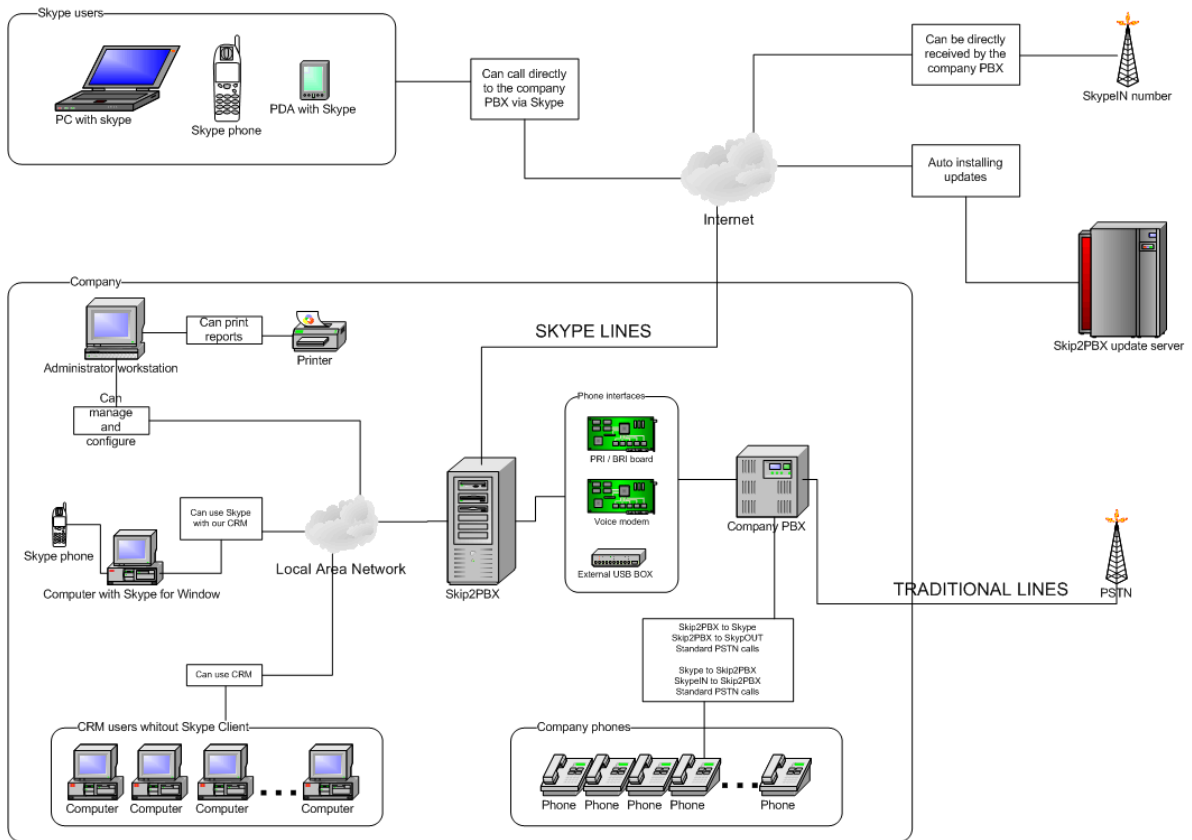 Skype users
PC with skype
Skype phone
PDA with Skype
Can call directly
to the company
PBX via Skype
Can be directly
received by the
company PBX
SkypeIN number
Internet
Auto installing
updates
Skip2PBX update server
Company
Administrator workstation
Can print
reports
Printer
Can
manage
and
configure
SKYPE LINES
Phone interfaces
PRI / BRI board
Voice modem
External USB BOX
Company PBX
Skype phone
Can use Skype
with our CRM
Computer with Skype for Window
Local Area Network
Skip2PBX
TRADITIONAL LINES
PSTN
Skip2PBX to Skype
Skip2PBX to SkypOUT
Standard PSTN calls
Skype to Skip2PBX
SkypeIN to Skip2PBX
Standard PSTN calls
Can use CRM
CRM users whitout Skype Client
Computer
Computer
Computer
Computer
Company phones
Phone
Phone
Phone
Phone
Phone